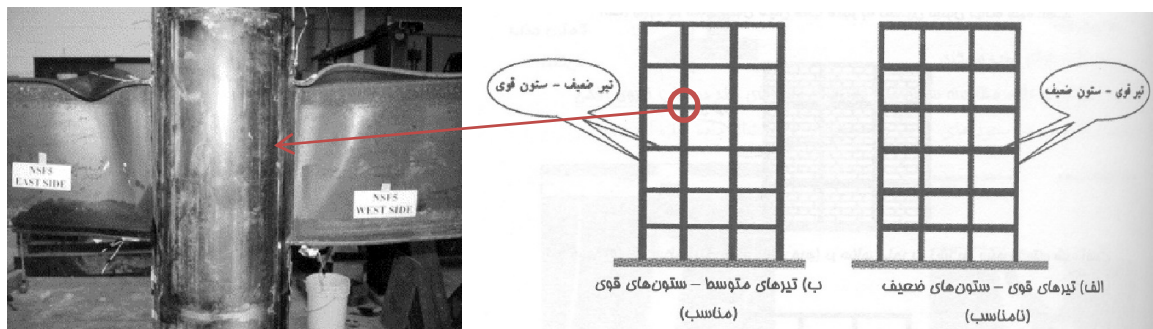 NSF5
EAST SIDE
NSF5
WEST SIDE
تیر ضعیف - ستون قوی
تیر قوی - ستون ضعیف
ب) تیرهای متوسط – ستون‌های قوی
(مناسب)
الف) تیرهای قوی – ستون‌های ضعیف
(نامناسب)